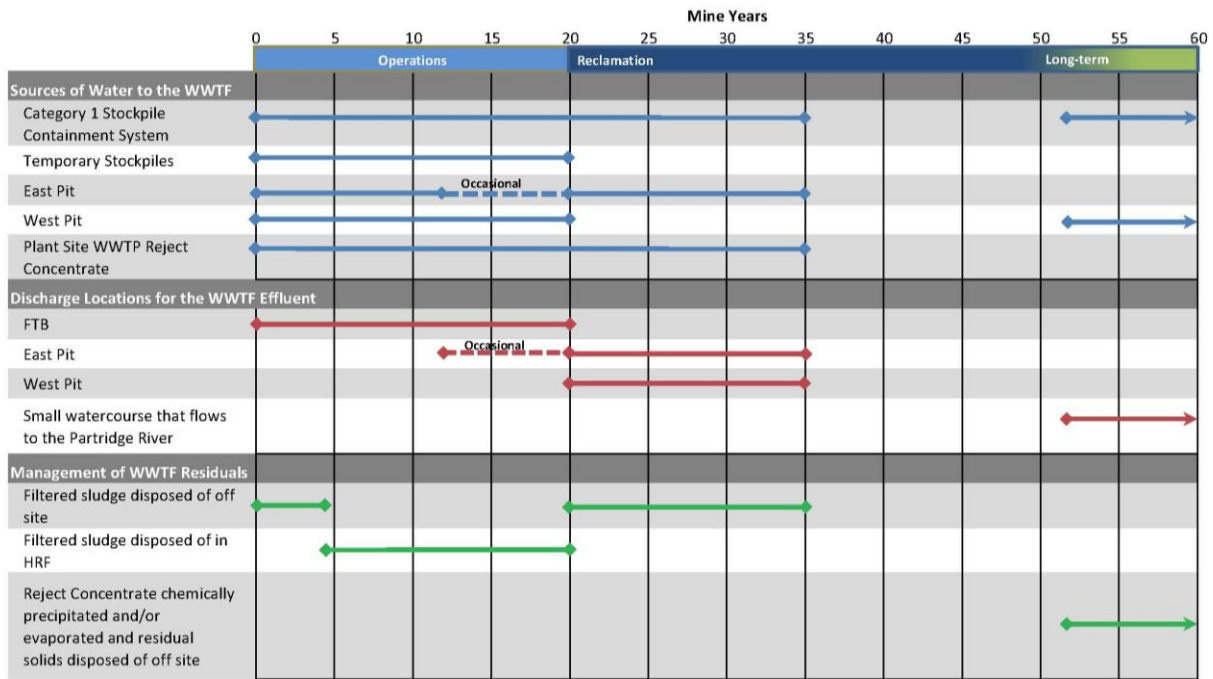 Mine Years
0 5 10 15 20 25 30 35 40 45 50 55 60
Operations Reclamation Long-term
Sources of Water to the WWTF
Category 1 Stockpile
Containment System
Temporary Stockpiles
East Pit
Occasional
West Pit
Plant Site WWTP Reject
Concentrate
Discharge Locations for the WWTF Effluent
FTB
East Pit
Occasional
West Pit
Small watercourse that flows
to the Partridge River
Management of WWTF Residuals
Filtered sludge disposed of off
site
Filtered sludge disposed of in
HRF
Reject Concentrate chemically
precipitated and/or
evaporated and residual
solids disposed of off site